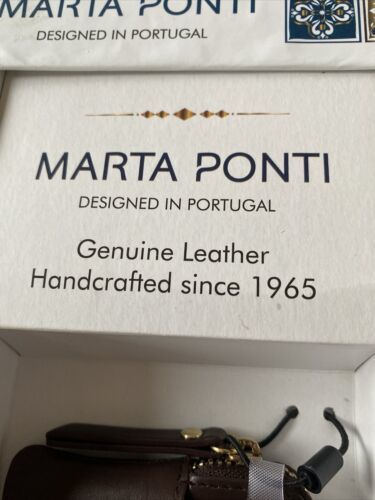 MARTA PONTI
DESIGNED IN PORTUGAL
MARTA PONTI
DESIGNED IN PORTUGAL
Genuine Leather
Handcrafted since 1965